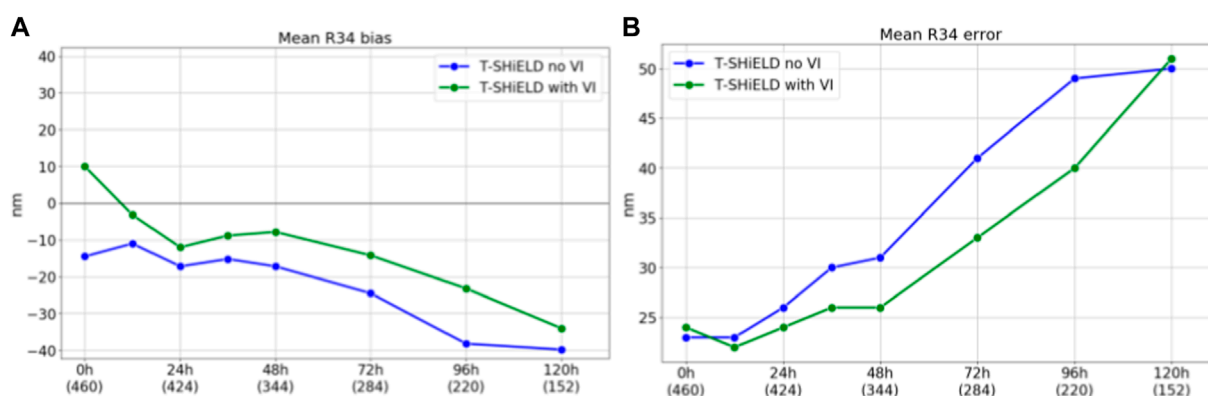 A
Mean R34 bias
T-SHiELD no VI
T-SHiELD with VI
nm
40
30
20
10
0
−10
−20
−30
−40
0h 24h 48h 72h 96h 120h
(460) (424) (344) (284) (220) (152)
B
Mean R34 error
T-SHiELD no VI
T-SHiELD with VI
nm
50
45
40
35
30
25
0h 24h 48h 72h 96h 120h
(460) (424) (344) (284) (220) (152)